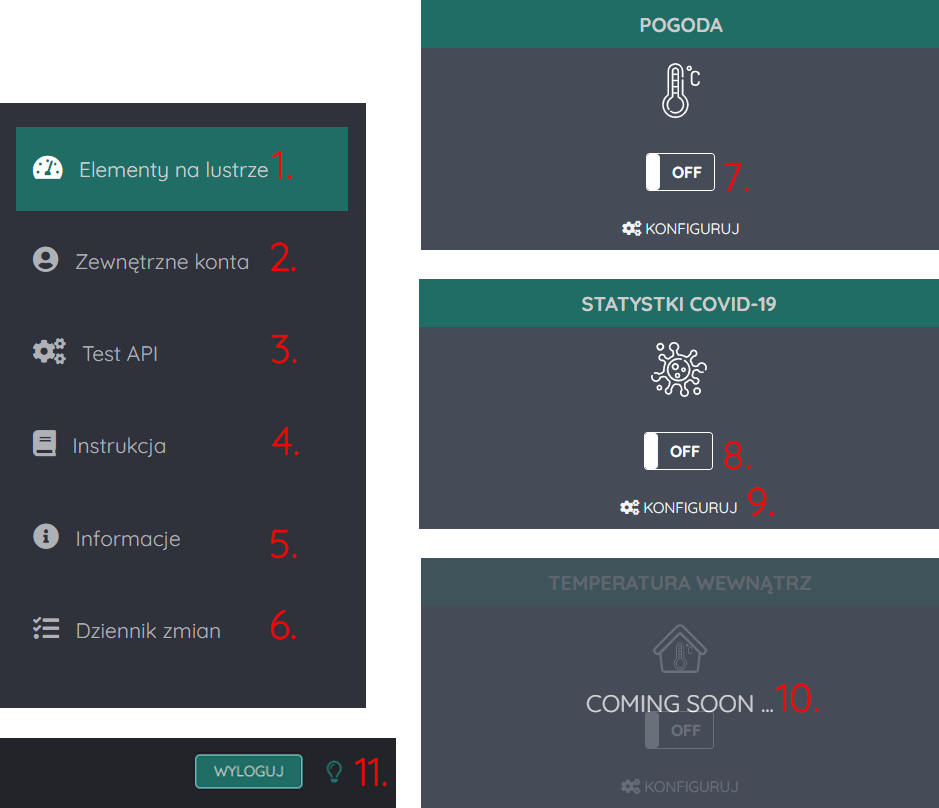 Elementy na lustrze 1.
Zewnętrzne konta 2.
Test API 3.
Instrukcja 4.
Informacje 5.
Dziennik zmian 6.
WYLOGUJ 11.
POGODA
°C
OFF 7.
KONFIGURUJ
STATYSTKI COVID-19
OFF 8.
KONFIGURUJ 9.
TEMPERATURA WEWNĄTRZ
°C
COMING SOON ... 10.
OFF
KONFIGURUJ